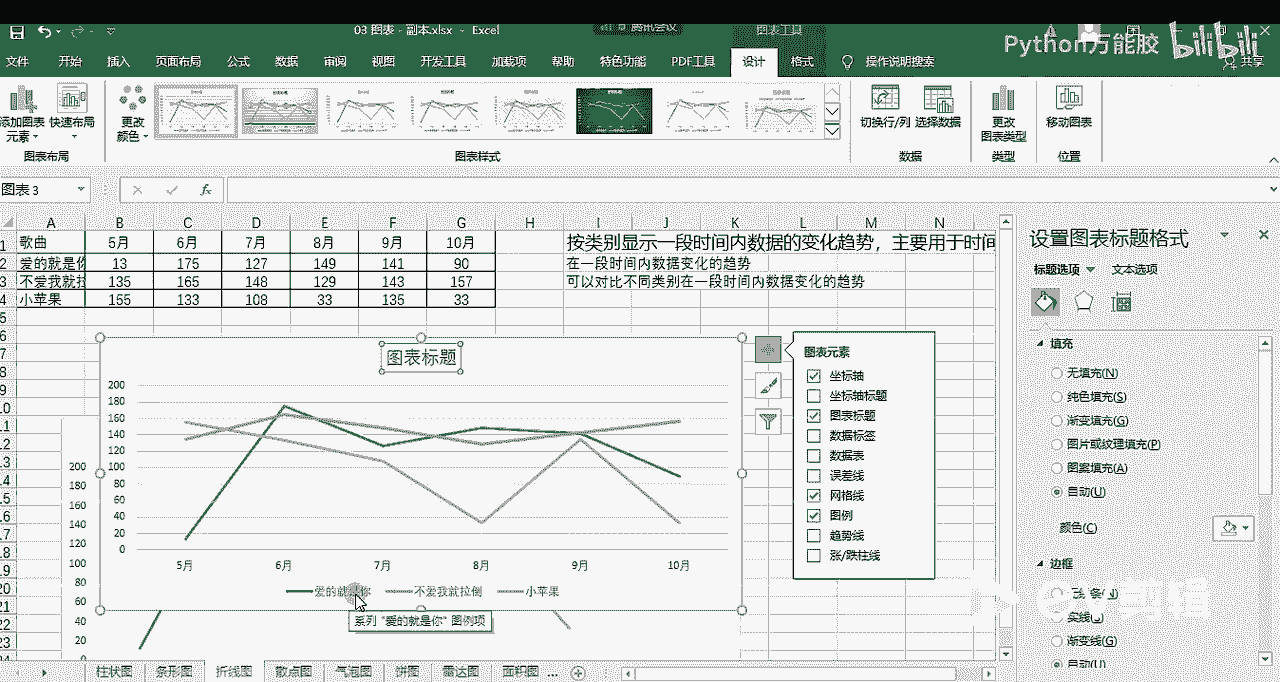 03 图表 - 副本.xlsx - Excel
腾讯会议
图表工具
Python万能胶 bilibili
文件 开始 插入 页面布局 公式 数据 审阅 视图 开发工具 加载项 帮助 特色功能 PDF工具 设计 格式 操作说明搜索 共享
添加图表元素 快速布局 更改颜色 切换行/列 选择数据 更改图表类型 移动图表
图表布局 图表样式 数据 类型 位置
图表 3 fx
A B C D E F G H I J K L M N
1 歌曲 5月 6月 7月 8月 9月 10月 按类别显示一段时间内数据的变化趋势，主要用于时间
2 爱的就是你 13 175 127 149 141 90 在一段时间内数据变化的趋势
3 不爱我就拉 135 165 148 129 143 157 可以对比不同类别在一段时间内数据变化的趋势
4 小苹果 155 133 108 33 135 33
图表标题
200
180
160
140
120
100
80
60
40
20
0
5月 6月 7月 8月 9月 10月
爱的就是你 不爱我就拉倒 小苹果
系列 "爱的就是你" 图例项
200
180
160
140
120
100
80
60
40
20
图表元素
坐标轴
坐标轴标题
图表标题
数据标签
数据表
误差线
网格线
图例
趋势线
涨/跌柱线
设置图表标题格式
标题选项 文本选项
填充
无填充(N)
纯色填充(S)
渐变填充(G)
图片或纹理填充(P)
图案填充(A)
自动(U)
颜色(C)
边框
实线(S)
渐变线(G)
自动(U)
柱状图 条形图 折线图 散点图 气泡图 饼图 雷达图 面积图 ...